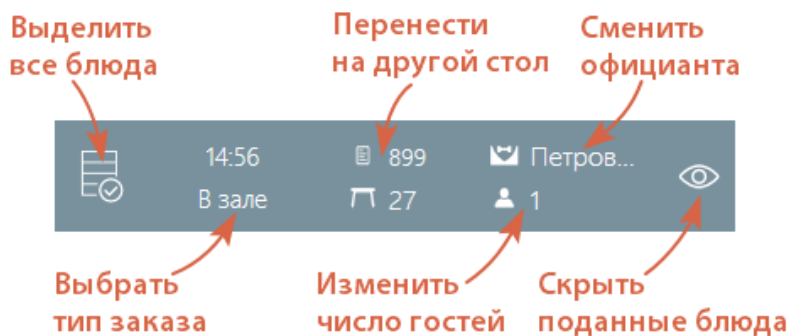 Выделить
все блюда
Перенести
на другой стол
Сменить
официанта
14:56
899
Петров...
В зале
27
1
Выбрать
тип заказа
Изменить
число гостей
Скрыть
поданные блюда